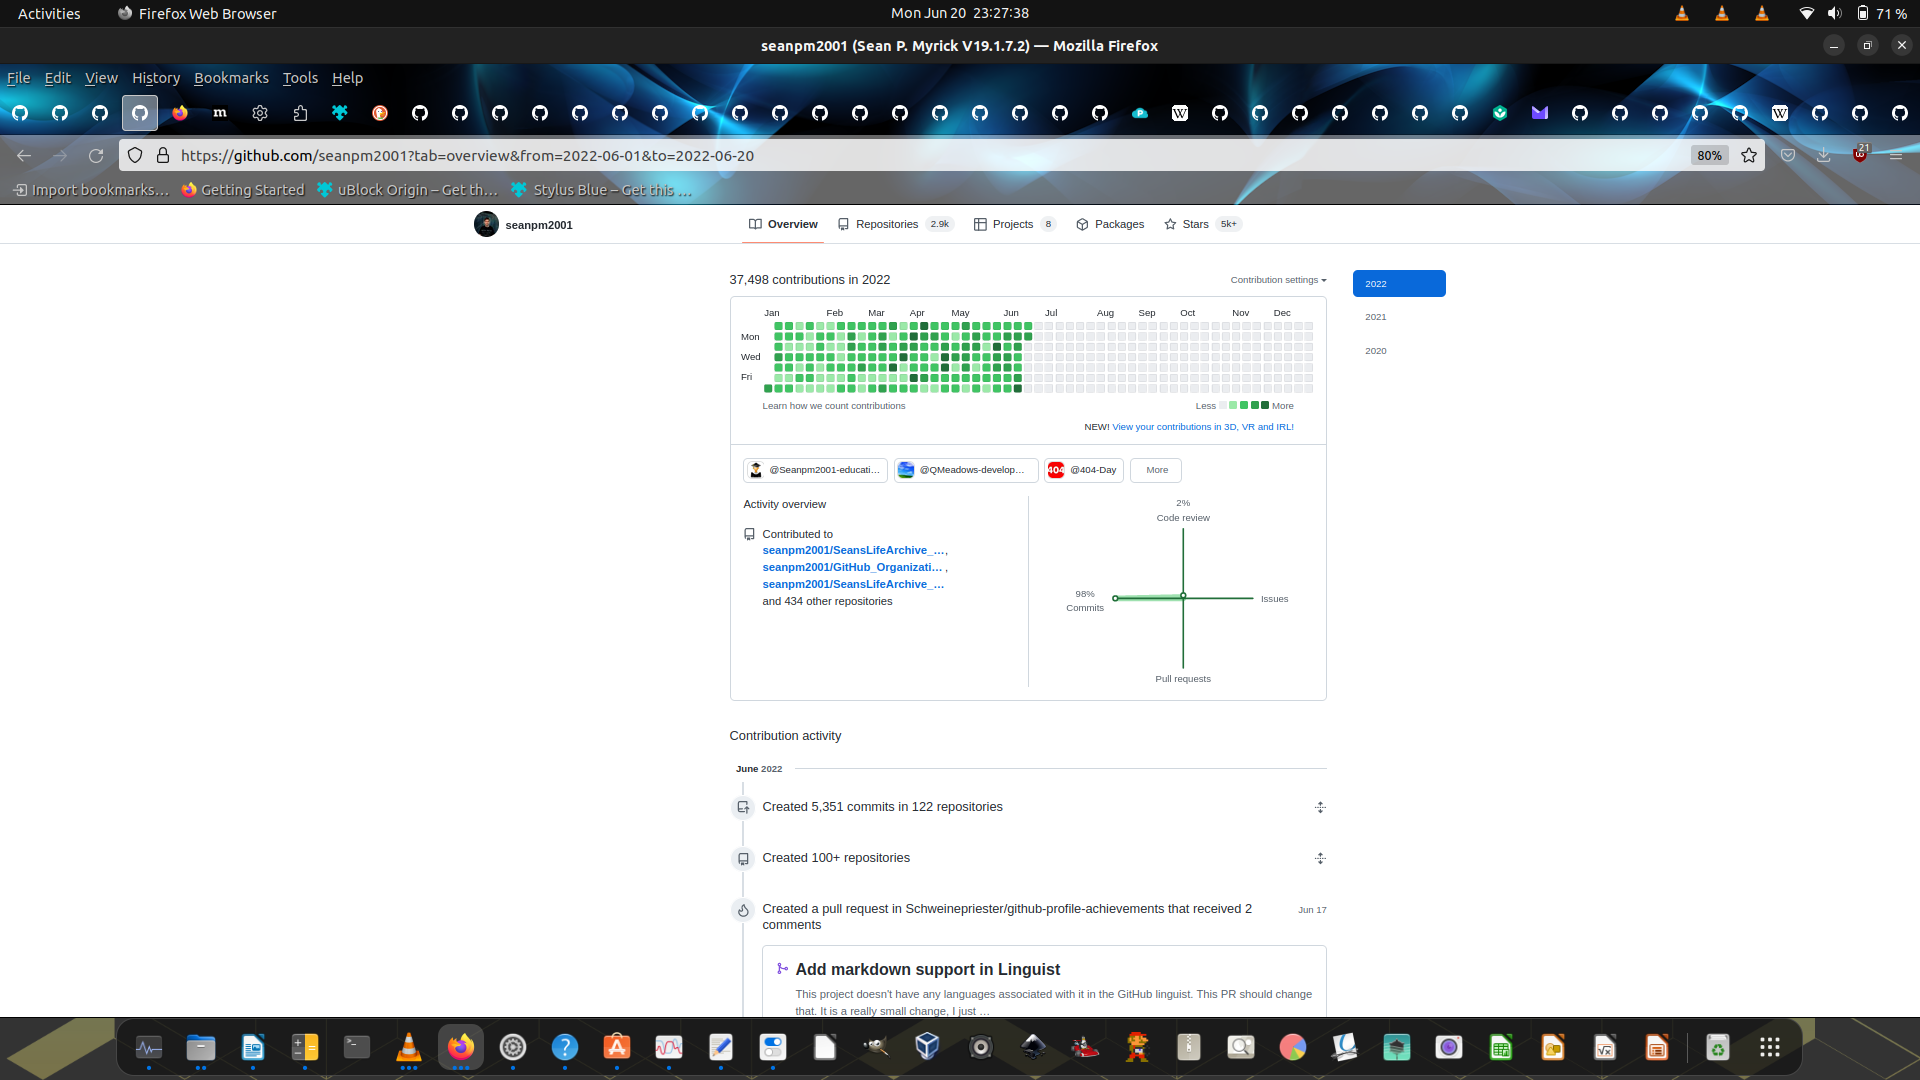 Activities
Firefox Web Browser
Mon Jun 20 23:27:38
71 %
seanpm2001 (Sean P. Myrick V19.1.7.2) — Mozilla Firefox
File Edit View History Bookmarks Tools Help
https://github.com/seanpm2001?tab=overview&from=2022-06-01&to=2022-06-20
80%
21
Import bookmarks…
Getting Started
uBlock Origin – Get th…
Stylus Blue – Get this …
seanpm2001
Overview
Repositories 2.9k
Projects 8
Packages
Stars 5k+
37,498 contributions in 2022
Contribution settings
2022
2021
2020
Jan Feb Mar Apr May Jun Jul Aug Sep Oct Nov Dec
Mon
Wed
Fri
Learn how we count contributions
Less More
NEW! View your contributions in 3D, VR and IRL!
@Seanpm2001-educati…
@QMeadows-develop…
404 @404-Day
More
Activity overview
Contributed to
seanpm2001/SeansLifeArchive_…,
seanpm2001/GitHub_Organizati… ,
seanpm2001/SeansLifeArchive_…
and 434 other repositories
2%
Code review
98%
Commits
Issues
Pull requests
Contribution activity
June 2022
Created 5,351 commits in 122 repositories
Created 100+ repositories
Created a pull request in Schweinepriester/github-profile-achievements that received 2
comments
Jun 17
Add markdown support in Linguist
This project doesn't have any languages associated with it in the GitHub linguist. This PR should change
that. It is a really small change, I just …